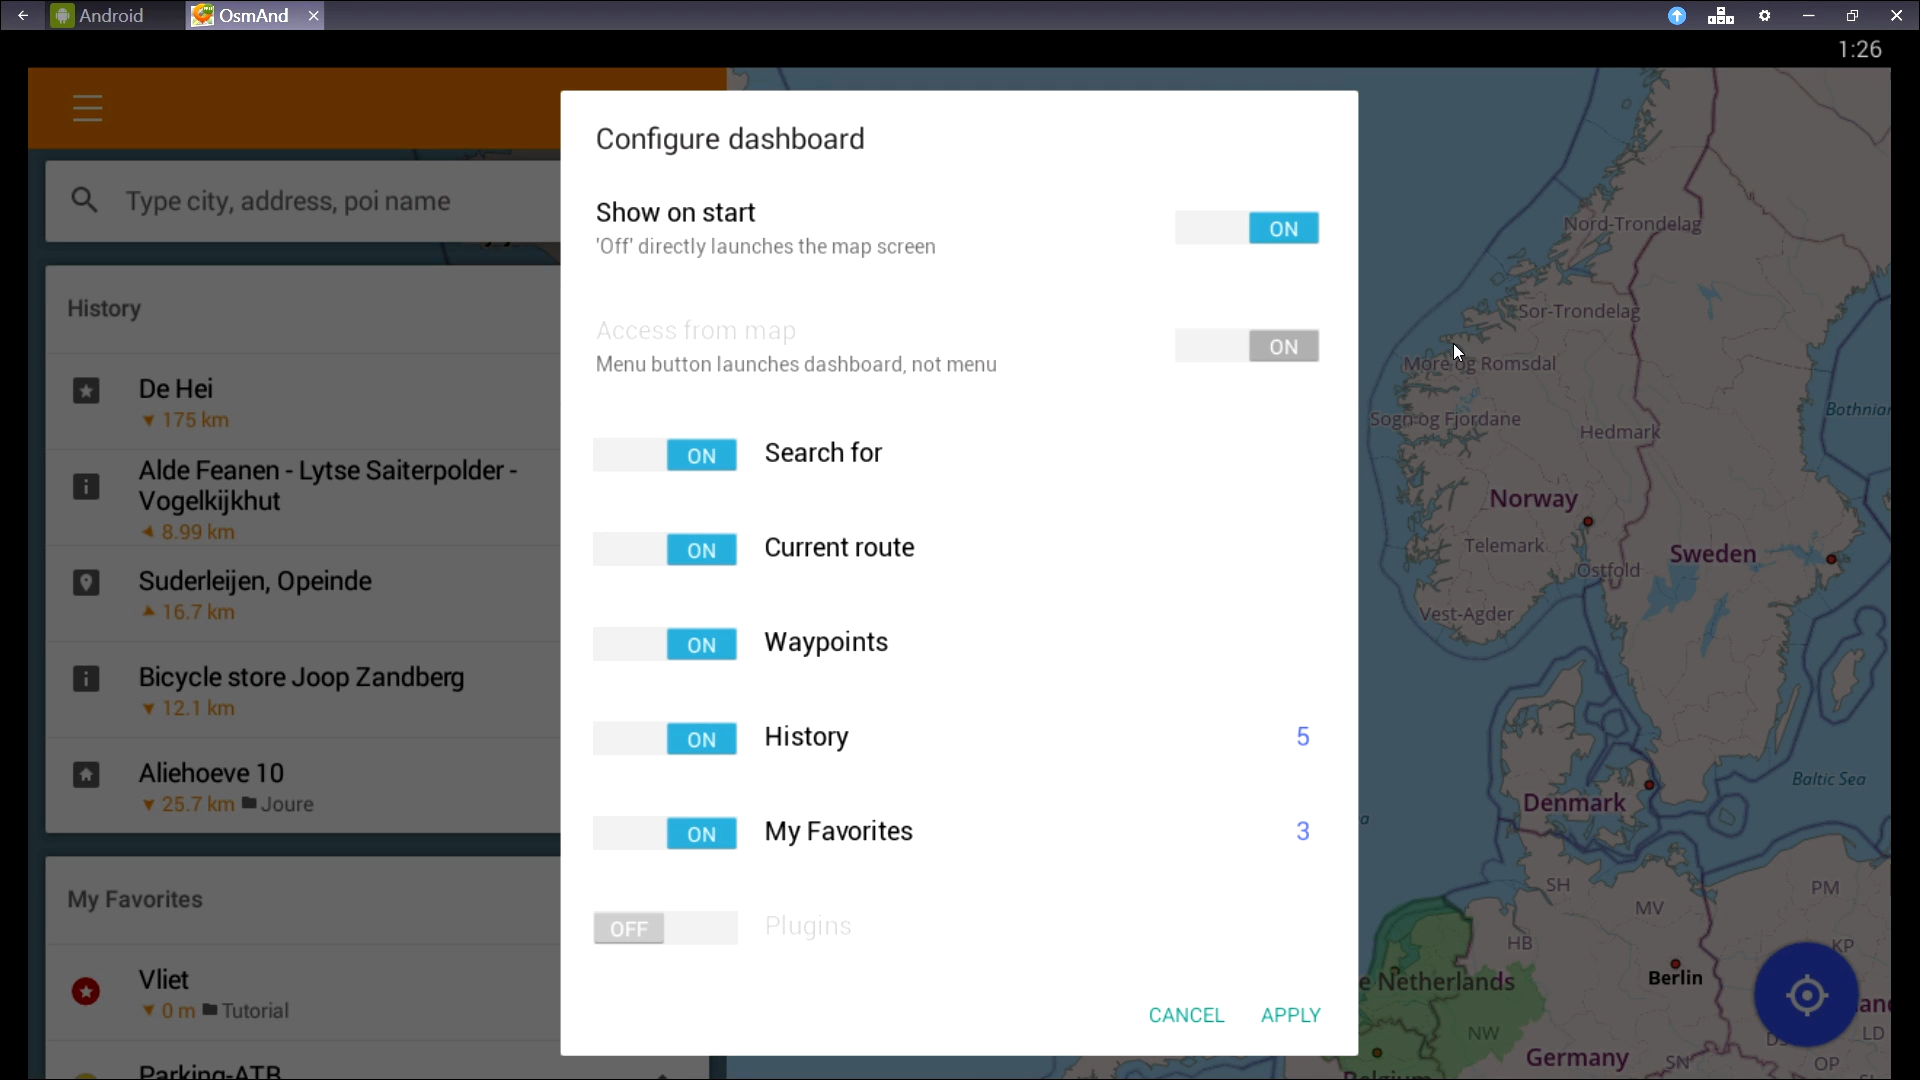 Android
OsmAnd
1:26
Type city, address, poi name
History
De Hei
175 km
Alde Feanen - Lytse Saiterpolder -
Vogelkijkhut
8.99 km
Suderleijen, Opeinde
16.7 km
Bicycle store Joop Zandberg
12.1 km
Aliehoeve 10
25.7 km Joure
My Favorites
Vliet
0 m Tutorial
Parking-ATB
Configure dashboard
Show on start
'Off' directly launches the map screen
ON
Access from map
Menu button launches dashboard, not menu
ON
ON Search for
ON Current route
ON Waypoints
ON History 5
ON My Favorites 3
OFF Plugins
CANCEL APPLY
Nord-Trondelag
Sor-Trondelag
More og Romsdal
Sogn og Fjordane
Hedmark
Bothnian
Norway
Telemark
Ostfold
Sweden
Vest-Agder
Baltic Sea
Denmark
SH
MV
PM
HB
KP
e Netherlands
Berlin
NW
LD
Germany
SN
OP
Belgium